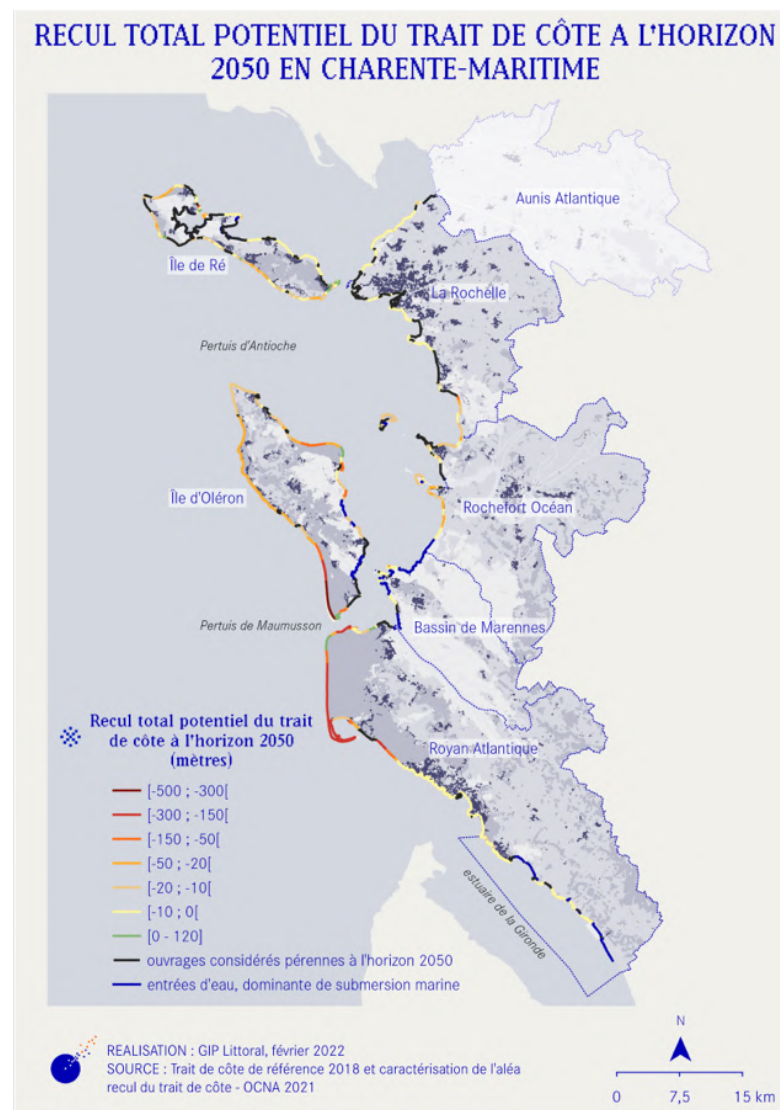 RECUL TOTAL POTENTIEL DU TRAIT DE CÔTE A L'HORIZON
2050 EN CHARENTE-MARITIME
Aunis Atlantique
Île de Ré
La Rochelle
Pertuis d'Antioche
Île d'Oléron
Rochefort Océan
Pertuis de Maumusson
Bassin de Marennes
Royan Atlantique
estuaire de la Gironde
Recul total potentiel du trait
de côte à l'horizon 2050
(mètres)
[-500 ; -300[
[-300 ; -150[
[-150 ; -50[
[-50 ; -20[
[-20 ; -10[
[-10 ; 0[
[0 - 120]
ouvrages considérés pérennes à l'horizon 2050
entrées d'eau, dominante de submersion marine
REALISATION : GIP Littoral, février 2022
SOURCE : Trait de côte de référence 2018 et caractérisation de l'aléa
recul du trait de côte - OCNA 2021
N
0 7,5 15 km